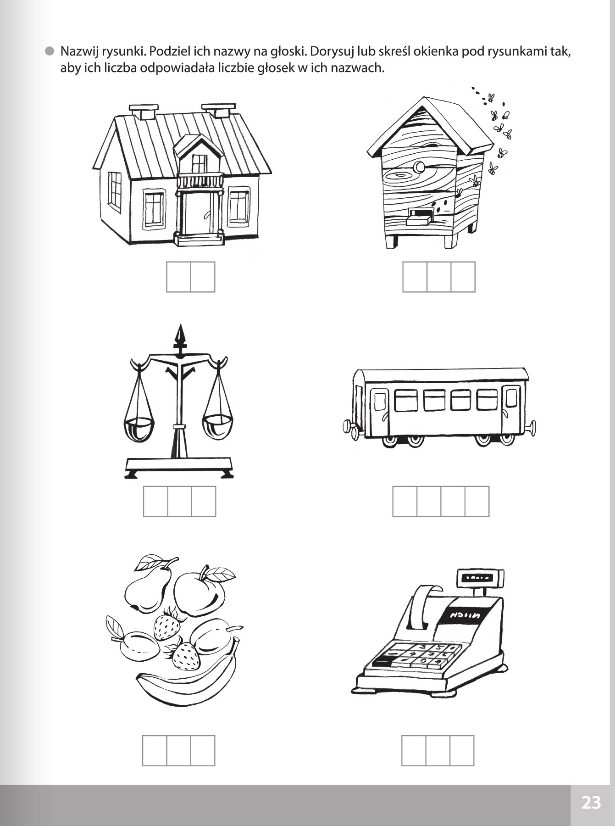 Nazwij rysunki. Podziel ich nazwy na głoski. Dorysuj lub skreśl okienka pod rysunkami tak,
aby ich liczba odpowiadała liczbie głosek w ich nazwach.
23